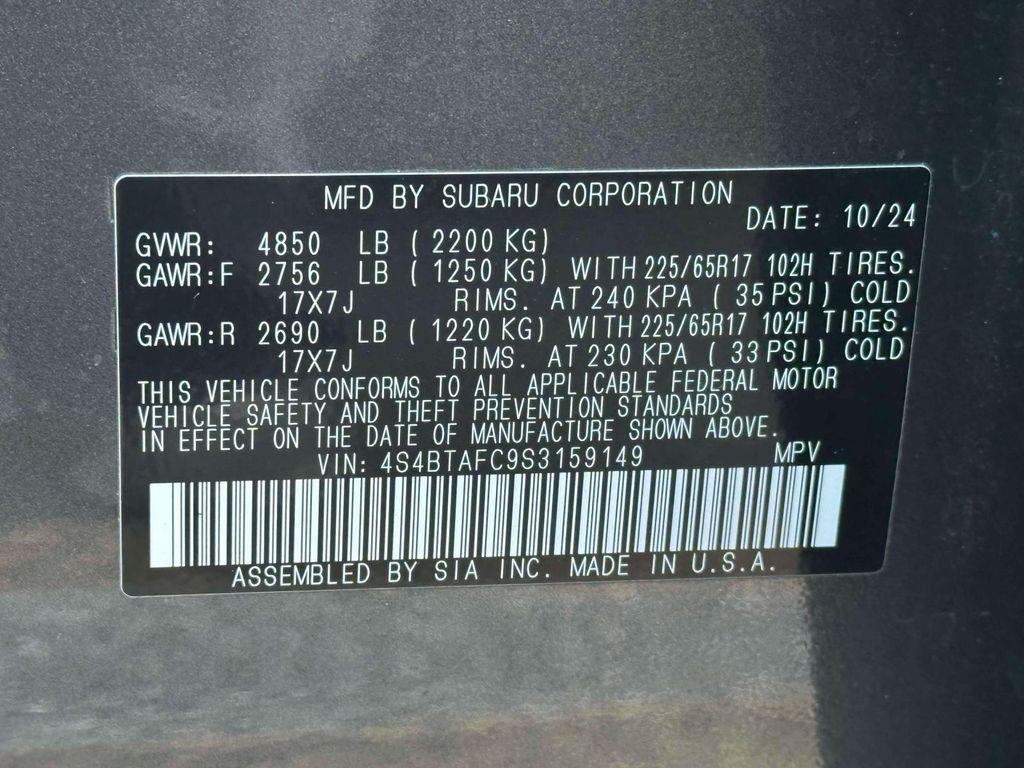 MFD BY SUBARU CORPORATION
DATE: 10/24
GVWR: 4850 LB ( 2200 KG)
GAWR:F 2756 LB ( 1250 KG) WITH 225/65R17 102H TIRES.
17X7J RIMS. AT 240 KPA ( 35 PSI) COLD
GAWR:R 2690 LB ( 1220 KG) WITH 225/65R17 102H TIRES.
17X7J RIMS. AT 230 KPA ( 33 PSI) COLD
THIS VEHICLE CONFORMS TO ALL APPLICABLE FEDERAL MOTOR
VEHICLE SAFETY AND THEFT PREVENTION STANDARDS
IN EFFECT ON THE DATE OF MANUFACTURE SHOWN ABOVE.
VIN: 4S4BTAFC9S3159149 MPV
ASSEMBLED BY SIA INC. MADE IN U.S.A.